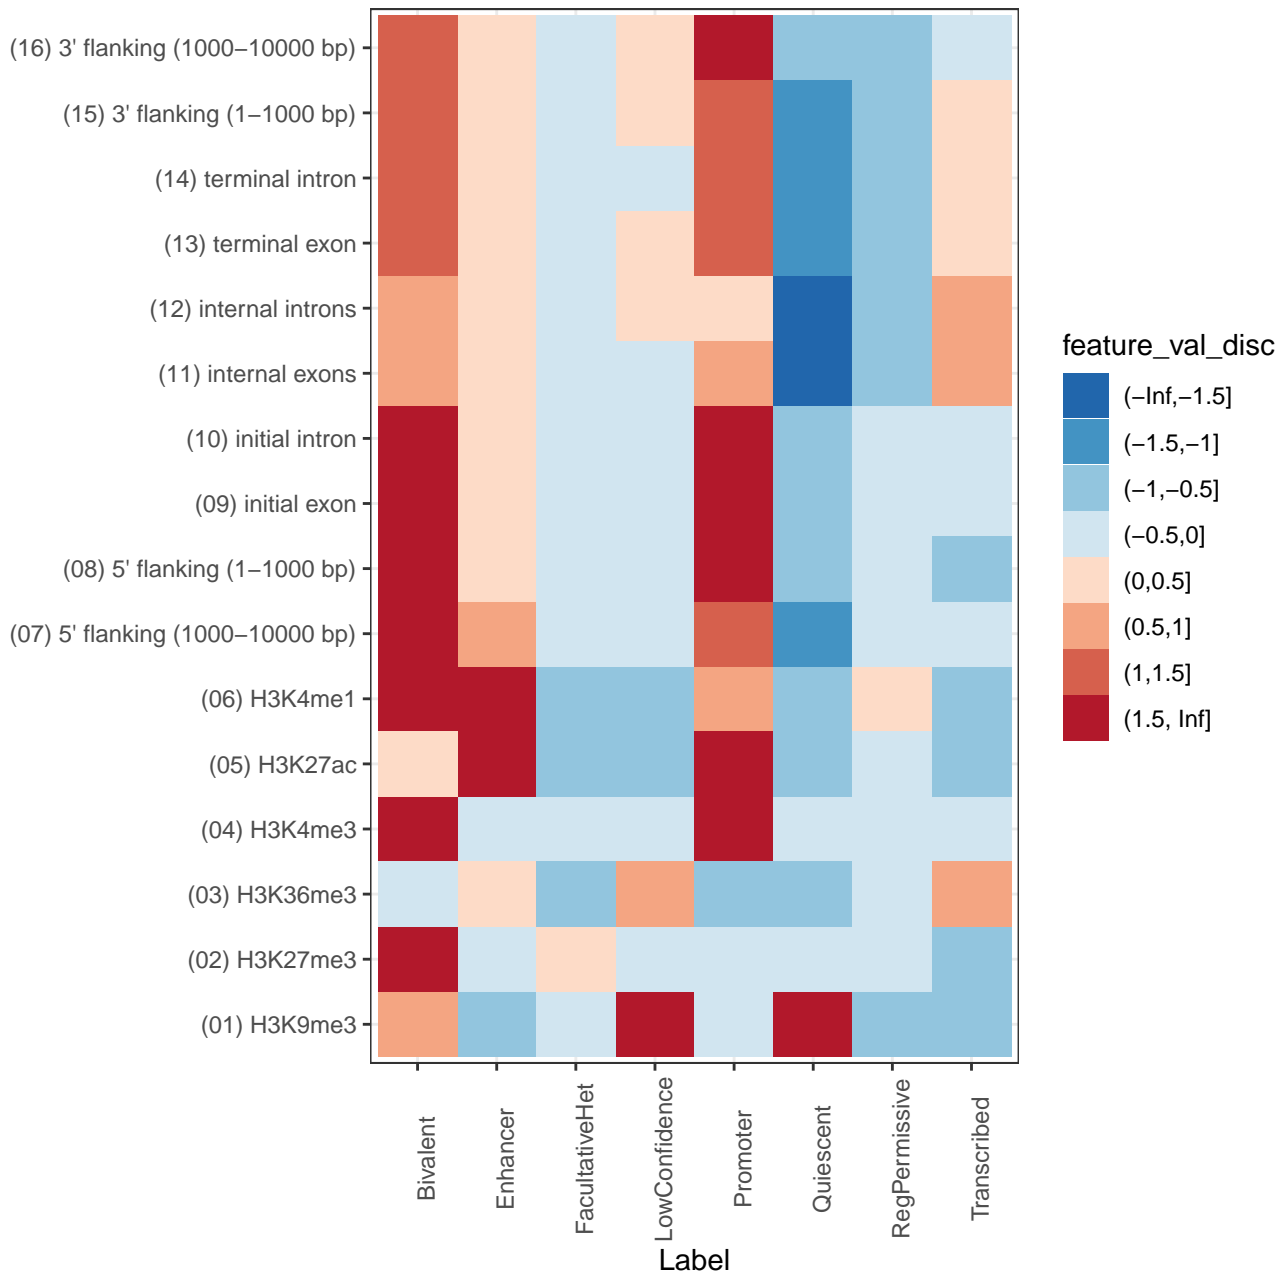 (16) 3' flanking (1000−10000 bp)
(15) 3' flanking (1−1000 bp)
(14) terminal intron
(13) terminal exon
(12) internal introns
(11) internal exons
(10) initial intron
(09) initial exon
(08) 5' flanking (1−1000 bp)
(07) 5' flanking (1000−10000 bp)
(06) H3K4me1
(05) H3K27ac
(04) H3K4me3
(03) H3K36me3
(02) H3K27me3
(01) H3K9me3
Bivalent
Enhancer
FacultativeHet
LowConfidence
Promoter
Quiescent
RegPermissive
Transcribed
Label
feature_val_disc
(−Inf,−1.5]
(−1.5,−1]
(−1,−0.5]
(−0.5,0]
(0,0.5]
(0.5,1]
(1,1.5]
(1.5, Inf]